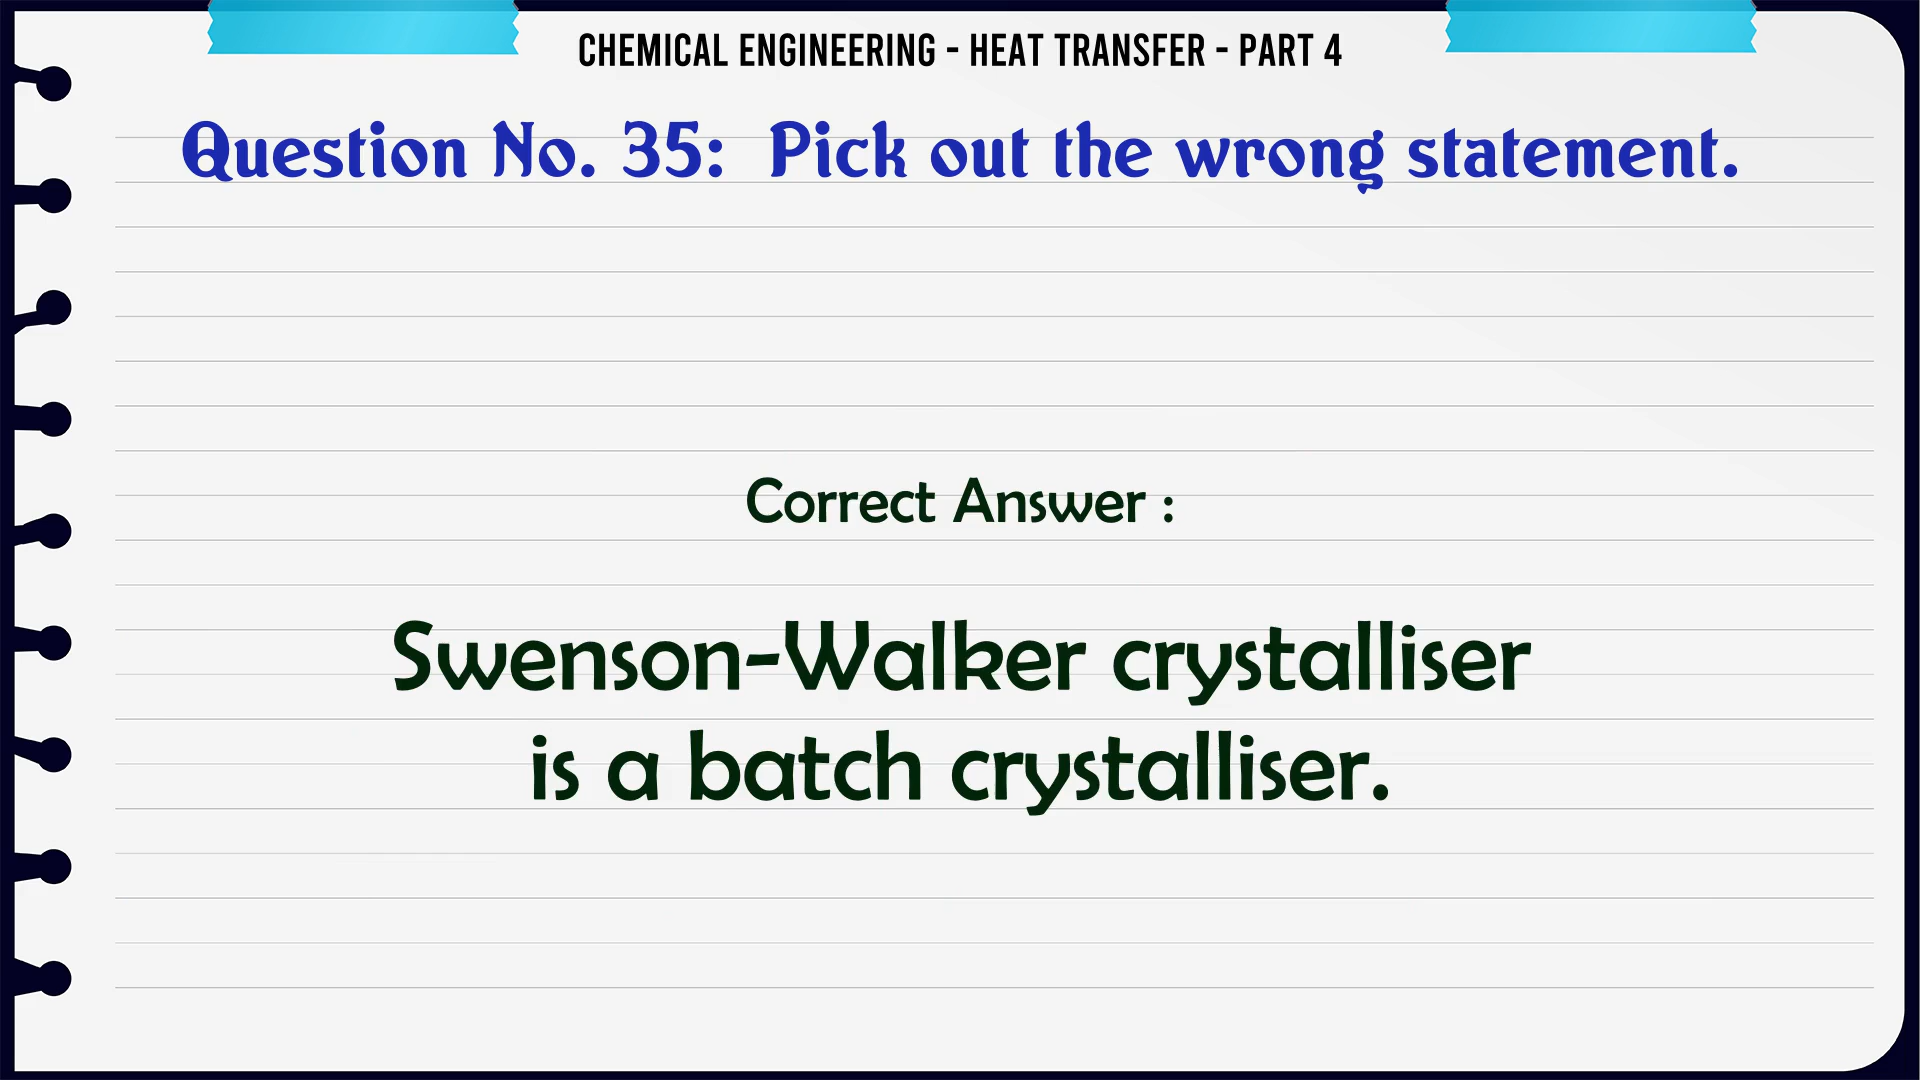 CHEMICAL ENGINEERING - HEAT TRANSFER - PART 4
Question No. 35: Pick out the wrong statement.
Correct Answer :
Swenson-Walker crystalliser
is a batch crystalliser.